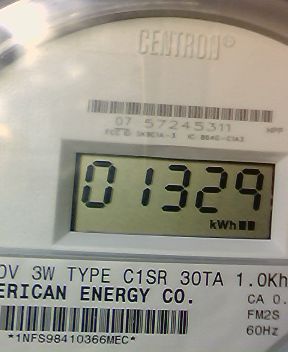 CENTRON®
07 57245311 MPP
01329
kWh
0V 3W TYPE C1SR 30TA 1.0Kh
ERICAN ENERGY CO. CA 0.
FM2S
60Hz
*1NFS98410366MEC*